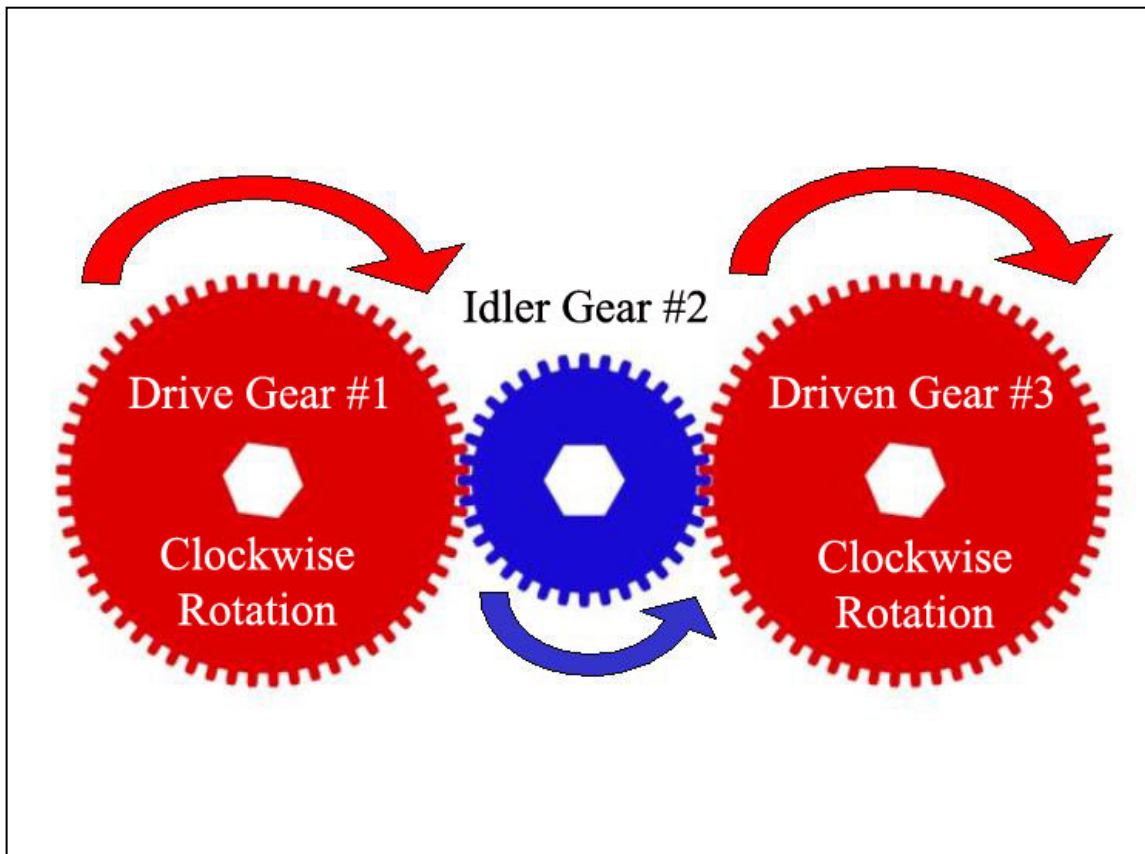 Idler Gear #2
Drive Gear #1
Clockwise
Rotation
Driven Gear #3
Clockwise
Rotation